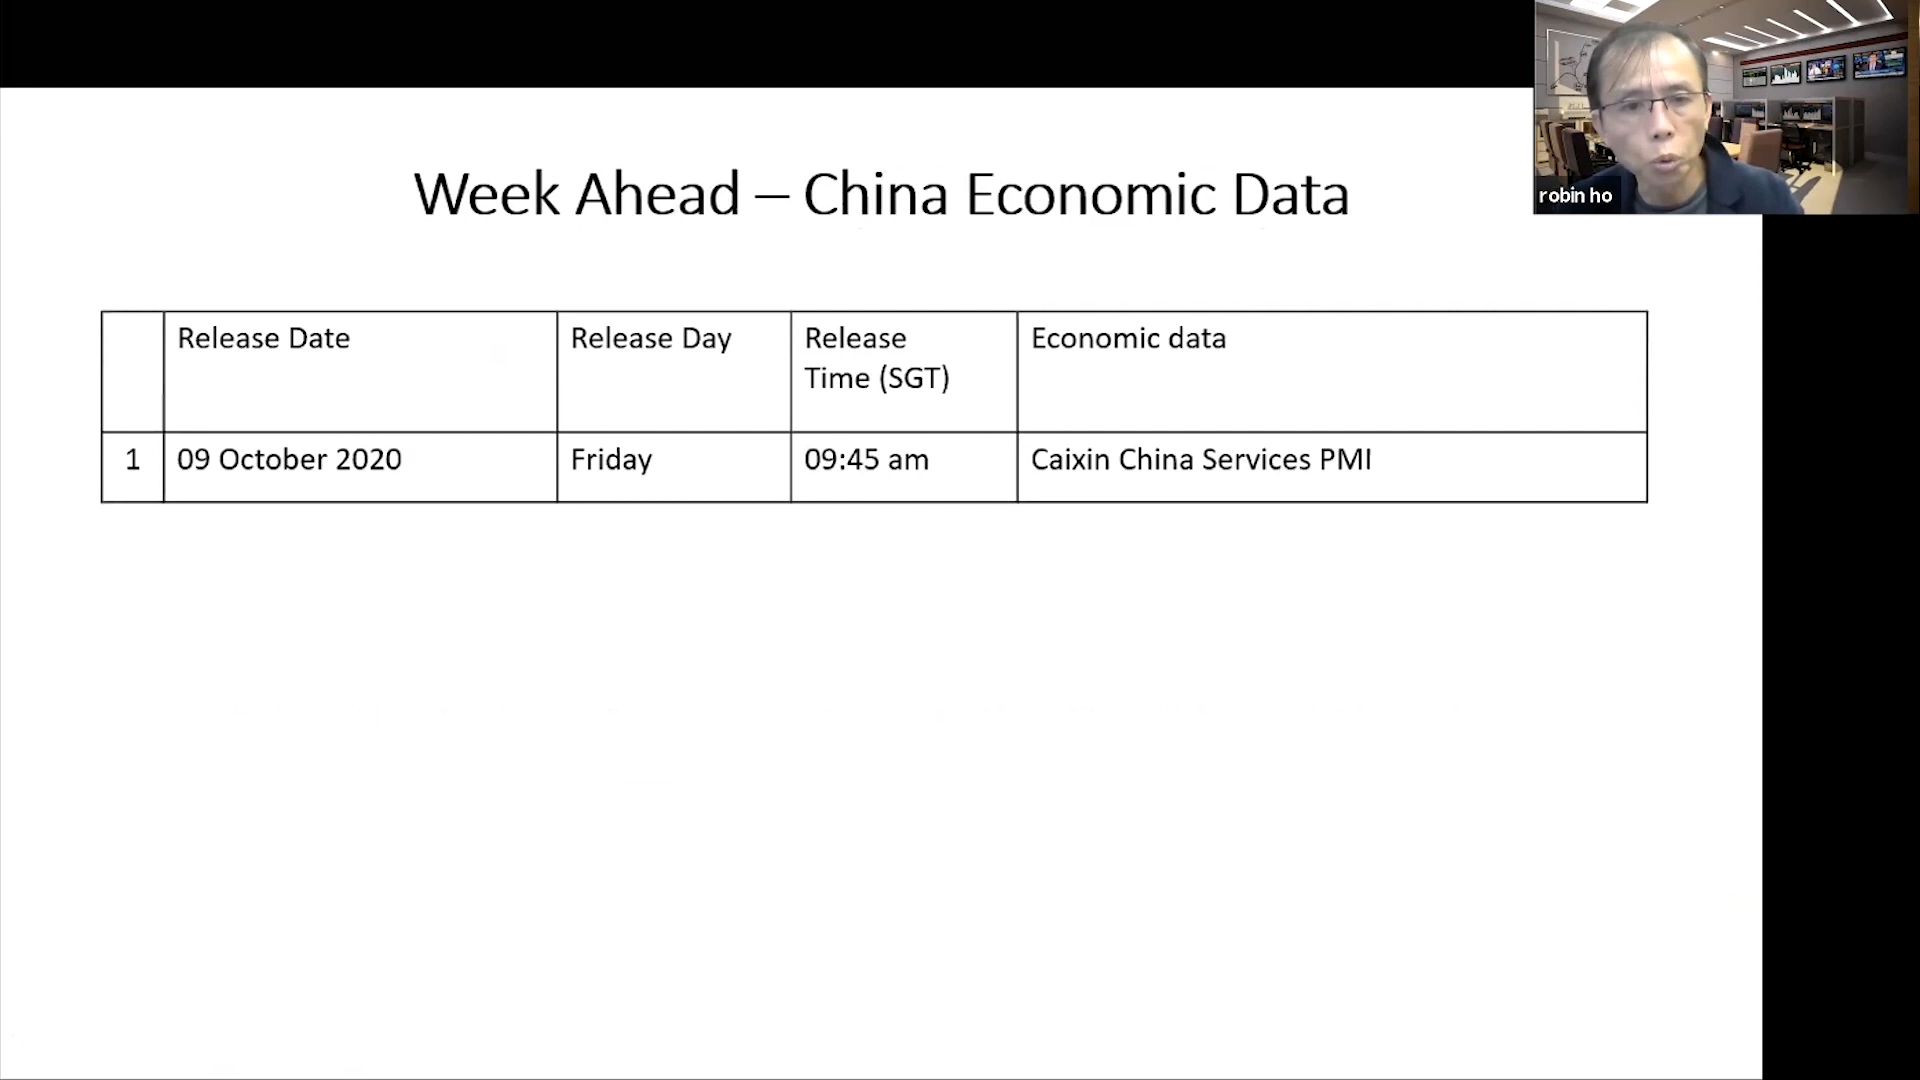 Week Ahead – China Economic Data
robin ho
Release Date
Release Day
Release
Time (SGT)
Economic data
1
09 October 2020
Friday
09:45 am
Caixin China Services PMI